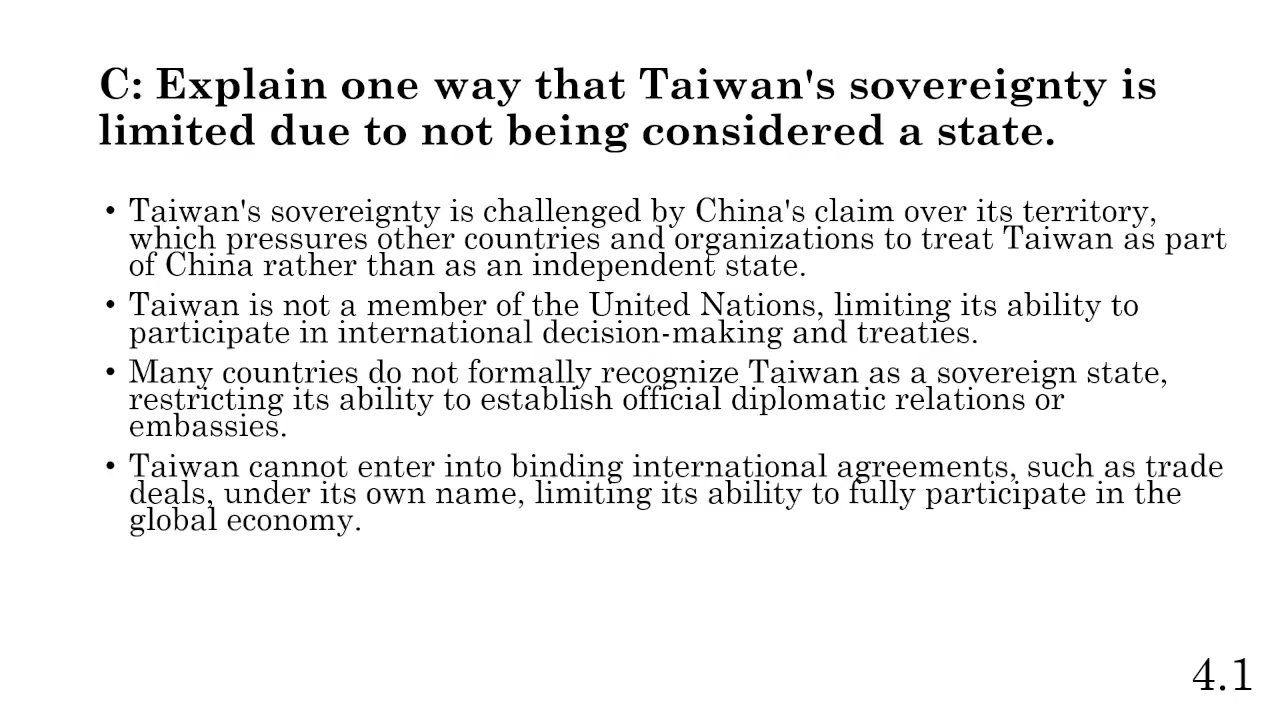 C: Explain one way that Taiwan's sovereignty is
limited due to not being considered a state.
• Taiwan's sovereignty is challenged by China's claim over its territory,
which pressures other countries and organizations to treat Taiwan as part
of China rather than as an independent state.
• Taiwan is not a member of the United Nations, limiting its ability to
participate in international decision-making and treaties.
• Many countries do not formally recognize Taiwan as a sovereign state,
restricting its ability to establish official diplomatic relations or
embassies.
• Taiwan cannot enter into binding international agreements, such as trade
deals, under its own name, limiting its ability to fully participate in the
global economy.
4.1